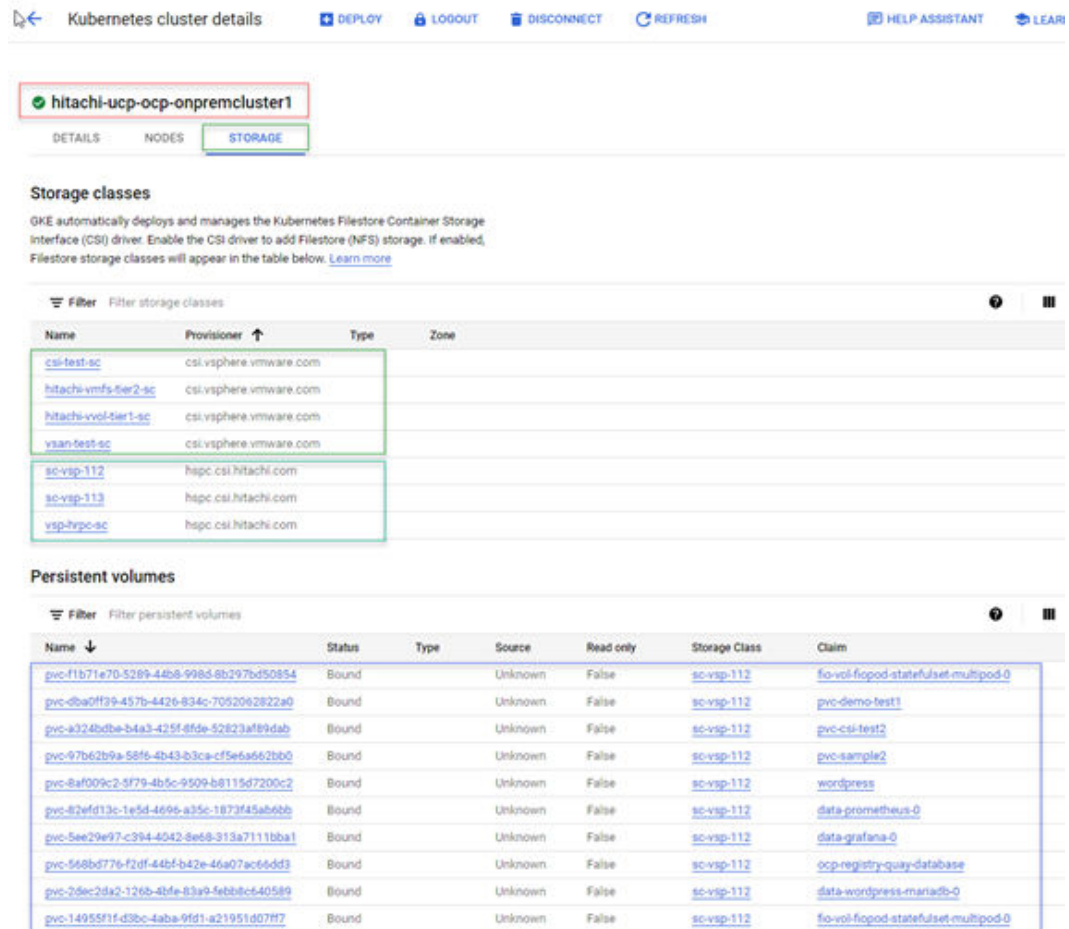 Kubernetes cluster details DEPLOY LOGOUT DISCONNECT REFRESH HELP ASSISTANT LEARN
hitachi-ucp-ocp-onpremcluster1
DETAILS NODES STORAGE
Storage classes
GKE automatically deploys and manages the Kubernetes Filestore Container Storage
Interface (CSI) driver. Enable the CSI driver to add Filestore (NFS) storage. If enabled,
Filestore storage classes will appear in the table below. Learn more
Filter Filter storage classes
Name Provisioner Type Zone
csi-test-sc csi.vsphere.vmware.com
hitachi-vmfs-tier2-sc csi.vsphere.vmware.com
hitachi-vvol-tier1-sc csi.vsphere.vmware.com
vsan-test-sc csi.vsphere.vmware.com
sc-vsp-112 hspc.csi.hitachi.com
sc-vsp-113 hspc.csi.hitachi.com
vsp-hrpc-sc hspc.csi.hitachi.com
Persistent volumes
Filter Filter persistent volumes
Name Status Type Source Read only Storage Class Claim
pvc-f1b71e70-5289-44b8-998d-8b297bd50854 Bound Unknown False sc-vsp-112 fio-vol-fiopod-statefulset-multipod-0
pvc-dba0ff39-457b-4426-834c-7052062822a0 Bound Unknown False sc-vsp-112 pvc-demo-test1
pvc-a324bdbe-b4a3-425f-8fde-52823af89dab Bound Unknown False sc-vsp-112 pvc-csi-test2
pvc-97b62b9a-58f6-4b43-b3ca-cf5e6a662bb0 Bound Unknown False sc-vsp-112 pvc-sample2
pvc-8af009c2-5f79-4b5c-9509-b8115d7200c2 Bound Unknown False sc-vsp-112 wordpress
pvc-82efd13c-1e5d-4696-a35c-1873f45ab6bb Bound Unknown False sc-vsp-112 data-prometheus-0
pvc-5ee29e97-c394-4042-8e68-313a7111bba1 Bound Unknown False sc-vsp-112 data-grafana-0
pvc-568bd776-f2df-44bf-b42e-46a07ac66dd3 Bound Unknown False sc-vsp-112 ocp-registry-quay-database
pvc-2dec2da2-126b-4bfe-83a9-febb8c640589 Bound Unknown False sc-vsp-112 data-wordpress-mariadb-0
pvc-14955f1f-d3bc-4aba-9fd1-a21951d07ff7 Bound Unknown False sc-vsp-112 fio-vol-fiopod-statefulset-multipod-0